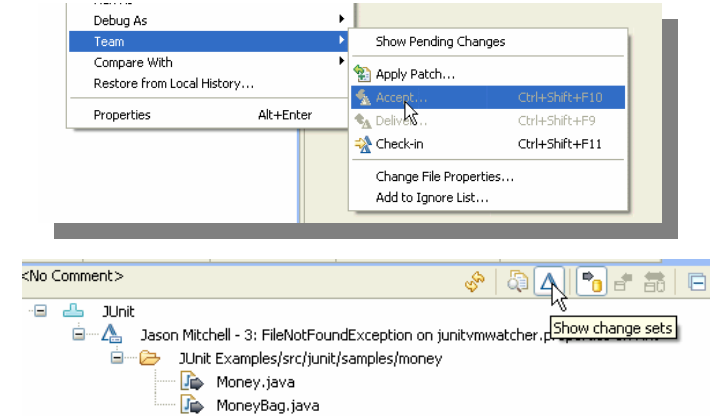 Debug As
Team
Show Pending Changes
Compare With
Apply Patch...
Restore from Local History...
Accept... Ctrl+Shift+F10
Properties Alt+Enter
Deliver... Ctrl+Shift+F9
Check-in Ctrl+Shift+F11
Change File Properties...
Add to Ignore List...
<No Comment>
JUnit
Show change sets
Jason Mitchell - 3: FileNotFoundException on junitvmwatcher.
JUnit Examples/src/junit/samples/money
Money.java
MoneyBag.java